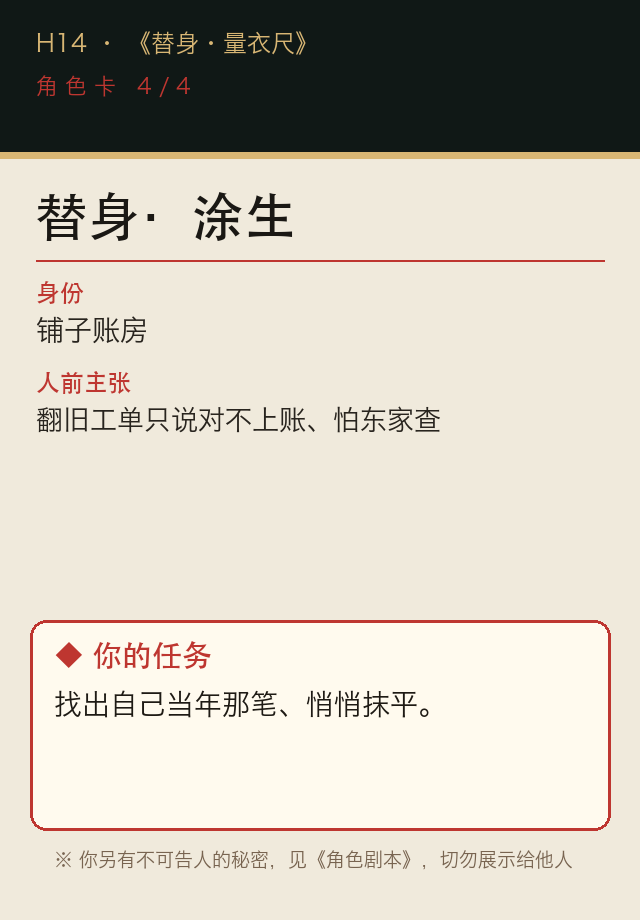 H14 · 《替身·量衣尺》
角色卡 4/4
替身· 涂生
身份
铺子账房
人前主张
翻旧工单只说对不上账、怕东家查
◆ 你的任务
找出自己当年那笔、悄悄抹平。
※ 你另有不可告人的秘密，见《角色剧本》，切勿展示给他人